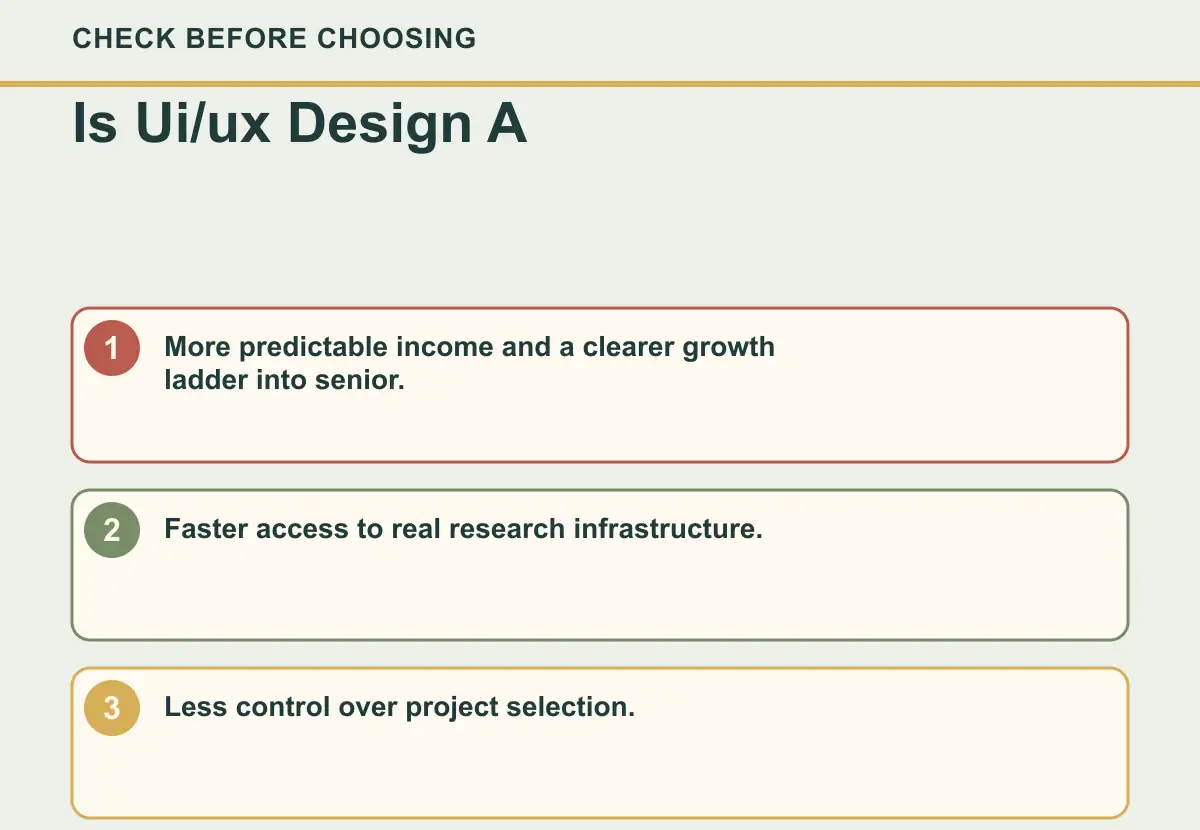 CHECK BEFORE CHOOSING
Is Ui/ux Design A
1
More predictable income and a clearer growth
ladder into senior.
2
Faster access to real research infrastructure.
3
Less control over project selection.